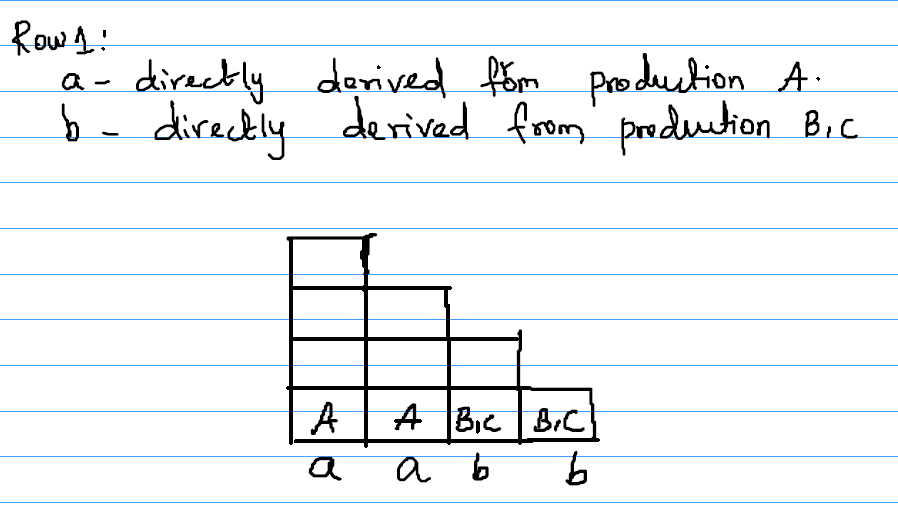 Row 1:
a - directly derived from production A.
b - directly derived from production B,C
A A B,C B,C
a a b b